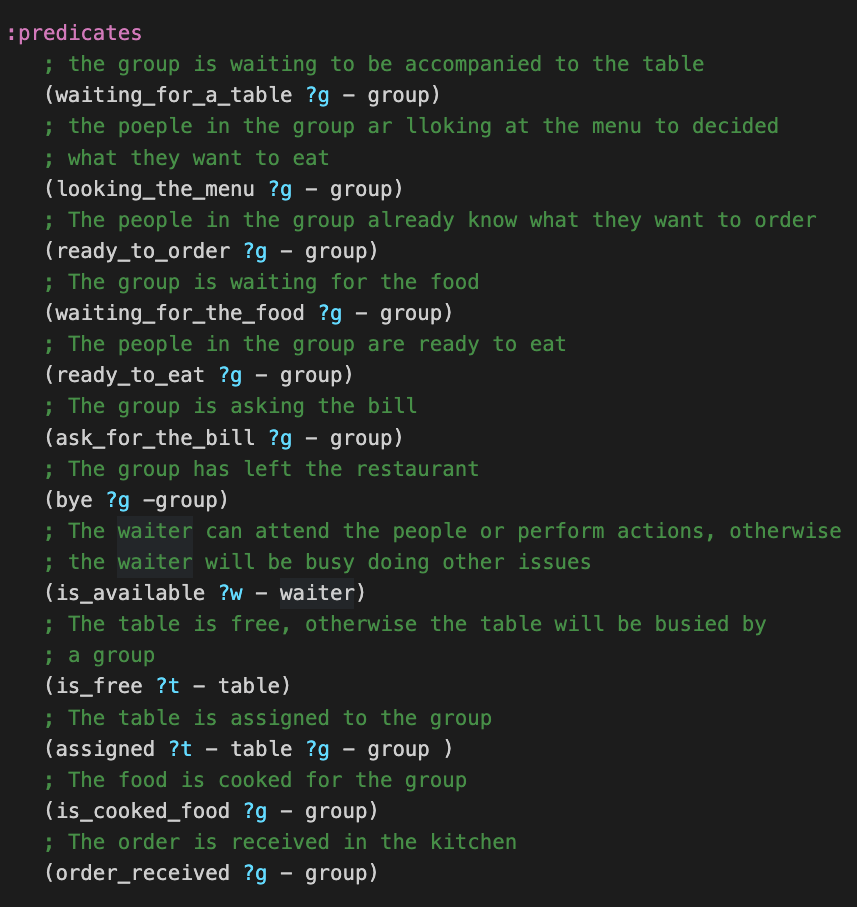 :predicates
; the group is waiting to be accompanied to the table
(waiting_for_a_table ?g - group)
; the poeple in the group ar lloking at the menu to decided
; what they want to eat
(looking_the_menu ?g - group)
; The people in the group already know what they want to order
(ready_to_order ?g - group)
; The group is waiting for the food
(waiting_for_the_food ?g - group)
; The people in the group are ready to eat
(ready_to_eat ?g - group)
; The group is asking the bill
(ask_for_the_bill ?g - group)
; The group has left the restaurant
(bye ?g -group)
; The waiter can attend the people or perform actions, otherwise
; the waiter will be busy doing other issues
(is_available ?w - waiter)
; The table is free, otherwise the table will be busied by
; a group
(is_free ?t - table)
; The table is assigned to the group
(assigned ?t - table ?g - group )
; The food is cooked for the group
(is_cooked_food ?g - group)
; The order is received in the kitchen
(order_received ?g - group)